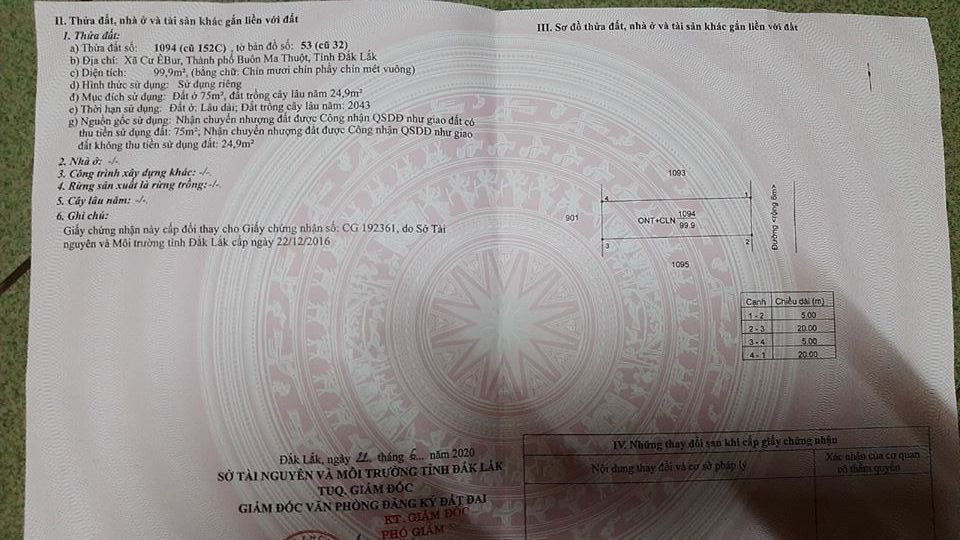 II. Thửa đất, nhà ở và tài sản khác gắn liền với đất
1. Thửa đất:
a) Thửa đất số: 1094 (cũ 152C) , tờ bản đồ số: 53 (cũ 32)
b) Địa chỉ: Xã Cư ÊBur, Thành phố Buôn Ma Thuột, Tỉnh Đắk Lắk
c) Diện tích: 99,9m², (bằng chữ: Chín mươi chín phẩy chín mét vuông)
d) Hình thức sử dụng: Sử dụng riêng
đ) Mục đích sử dụng: Đất ở 75m², đất trồng cây lâu năm 24,9m²
e) Thời hạn sử dụng: Đất ở: Lâu dài; Đất trồng cây lâu năm: 2043
g) Nguồn gốc sử dụng: Nhận chuyển nhượng đất được Công nhận QSDĐ như giao đất có
thu tiền sử dụng đất: 75m²; Nhận chuyển nhượng đất được Công nhận QSDĐ như giao
đất không thu tiền sử dụng đất: 24,9m²
2. Nhà ở: -/-
3. Công trình xây dựng khác: -/-
4. Rừng sản xuất là rừng trồng:-/-
5. Cây lâu năm: -/-
6. Ghi chú:
Giấy chứng nhận này cấp đổi thay cho Giấy chứng nhận số: CG 192361, do Sở Tài
nguyên và Môi trường tỉnh Đắk Lắk cấp ngày 22/12/2016
Đắk Lắk, ngày tháng 6 năm 2020
SỞ TÀI NGUYÊN VÀ MÔI TRƯỜNG TỈNH ĐẮK LẮK
TUQ. GIÁM ĐỐC
GIÁM ĐỐC VĂN PHÒNG ĐĂNG KÝ ĐẤT ĐAI
KT. GIÁM ĐỐC
PHÓ GIÁM
III. Sơ đồ thửa đất, nhà ở và tài sản khác gắn liền với đất
1093
4 1
901 ONT+CLN 1094
99.9
Đường <rộng 6m>
3 2
1095
Cạnh Chiều dài (m)
1 - 2 5.00
2 - 3 20.00
3 - 4 5.00
4 - 1 20.00
IV. Những thay đổi sau khi cấp giấy chứng nhận
Nội dung thay đổi và cơ sở pháp lý
Xác nhận của cơ quan
có thẩm quyền